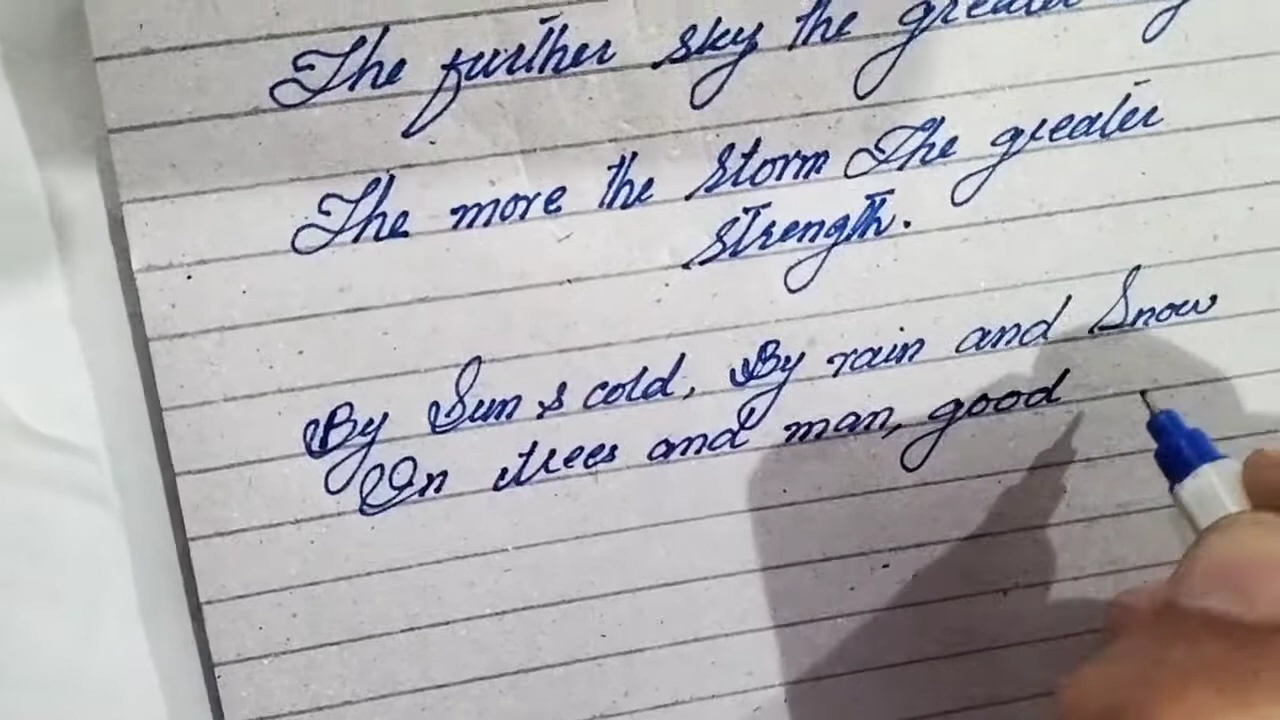 The further sky the greater
The more the storm The greater
strength.
By Sun & cold, By rain and Snow
In trees and man, good